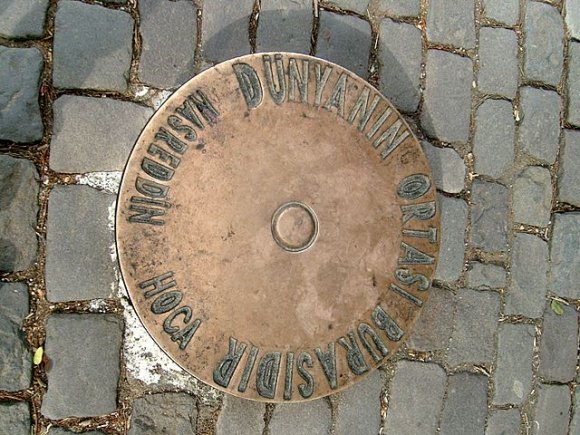 DÜNYANIN ORTASI BURASIDIR
NASREDDİN HOCA